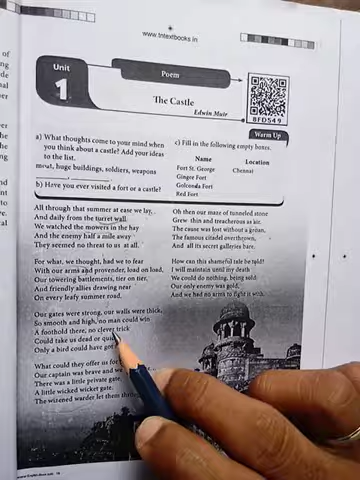 www.tntextbooks.in
Unit
1
Poem
The Castle
Edwin Muir
8FD549
Warm Up
a) What thoughts come to your mind when
you think about a castle? Add your ideas
to the list.
moat, huge buildings, soldiers, weapons
b) Have you ever visited a fort or a castle?
c) Fill in the following empty boxes.
Name Location
Fort St. George Chennai
Ginger Fort
Golconda Fort
Red Fort
All through that summer at ease we lay,
And daily from the turret wall
We watched the mowers in the hay
And the enemy half a mile away
They seemed no threat to us at all.
For what, we thought, had we to fear
With our arms and provender, load on load,
Our towering battlements, tier on tier,
And friendly allies drawing near
On every leafy summer road.
Our gates were strong, our walls were thick,
So smooth and high, no man could win
A foothold there, no clever trick
Could take us dead or
Only a bird could have got
What could they offer us for
Our captain was brave and we
There was a little private gate,
A little wicked wicket gate.
The wizened warder let them
Oh then our maze of tunneled stone
Grew thin and treacherous as air.
The cause was lost without a groan,
The famous citadel overthrown,
And all its secret galleries bare.
How can this shameful tale be told?
I will maintain until my death
We could do nothing, being sold:
Our only enemy was gold,
And we had no arms to fight it with.